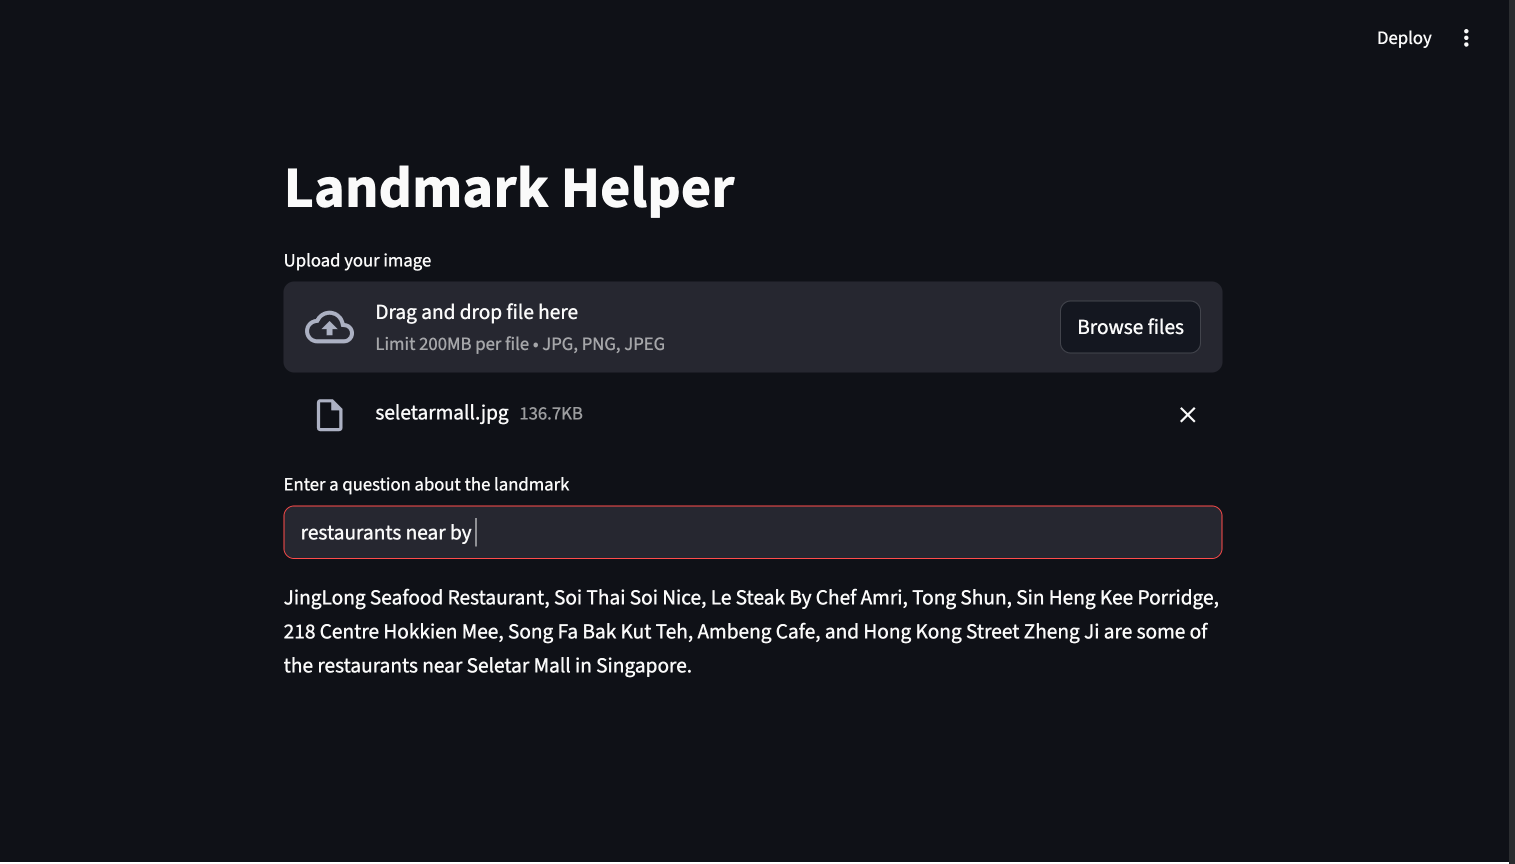 Deploy
Landmark Helper
Upload your image
Drag and drop file here
Limit 200MB per file • JPG, PNG, JPEG
Browse files
seletarmall.jpg 136.7KB
Enter a question about the landmark
restaurants near by
JingLong Seafood Restaurant, Soi Thai Soi Nice, Le Steak By Chef Amri, Tong Shun, Sin Heng Kee Porridge,
218 Centre Hokkien Mee, Song Fa Bak Kut Teh, Ambeng Cafe, and Hong Kong Street Zheng Ji are some of
the restaurants near Seletar Mall in Singapore.